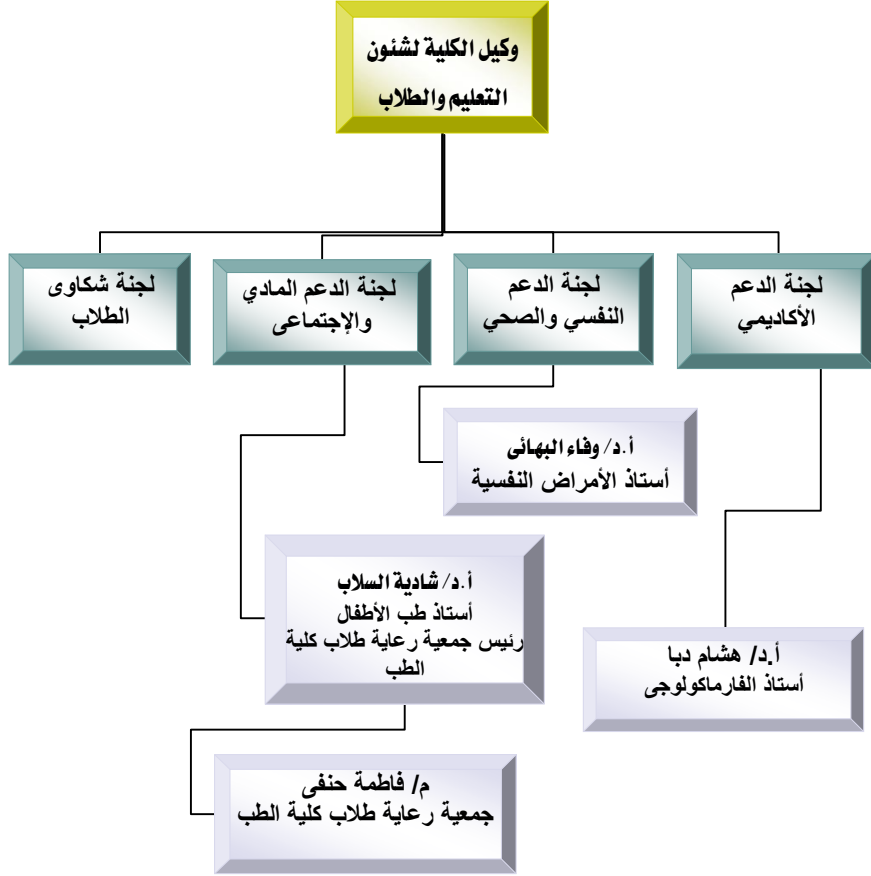 وكيل الكلية لشئون
التعليم والطلاب
لجنة الدعم
الأكاديمي
لجنة الدعم
النفسي والصحي
لجنة الدعم المادي
والإجتماعى
لجنة شكاوى
الطلاب
أ.د/ وفاء البهائى
أستاذ الأمراض النفسية
أ.د/ شادية السلاب
أستاذ طب الأطفال
رئيس جمعية رعاية طلاب كلية
الطب
أ.د/ هشام دبا
أستاذ الفارماكولوجى
م/ فاطمة حنفى
جمعية رعاية طلاب كلية الطب